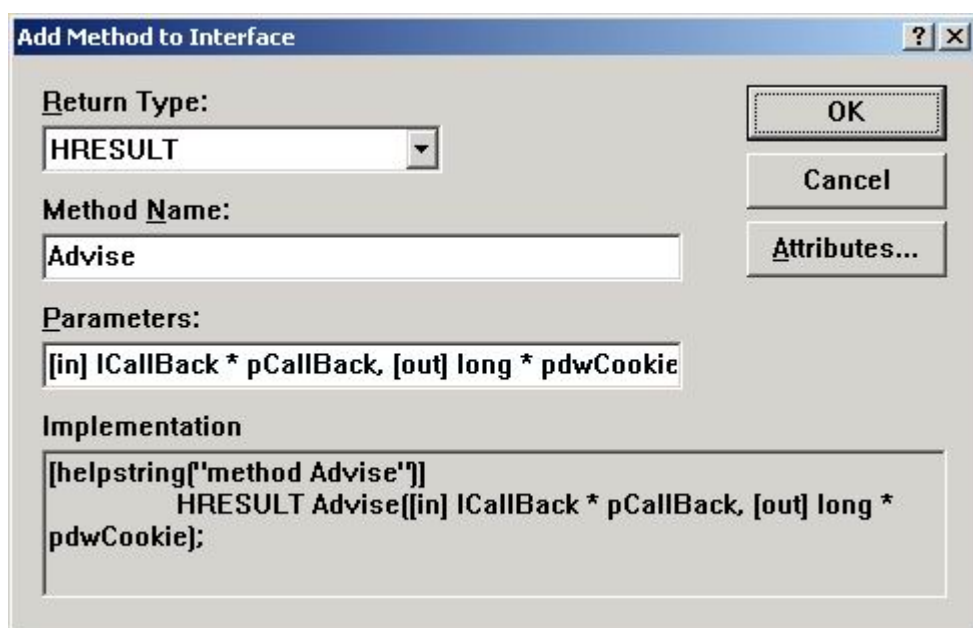 Add Method to Interface
Return Type:
OK
HRESULT
Cancel
Method Name:
Advise
Attributes...
Parameters:
[in] ICallBack * pCallBack, [out] long * pdwCookie
Implementation
[helpstring("method Advise")]
HRESULT Advise([in] ICallBack * pCallBack, [out] long *
pdwCookie);